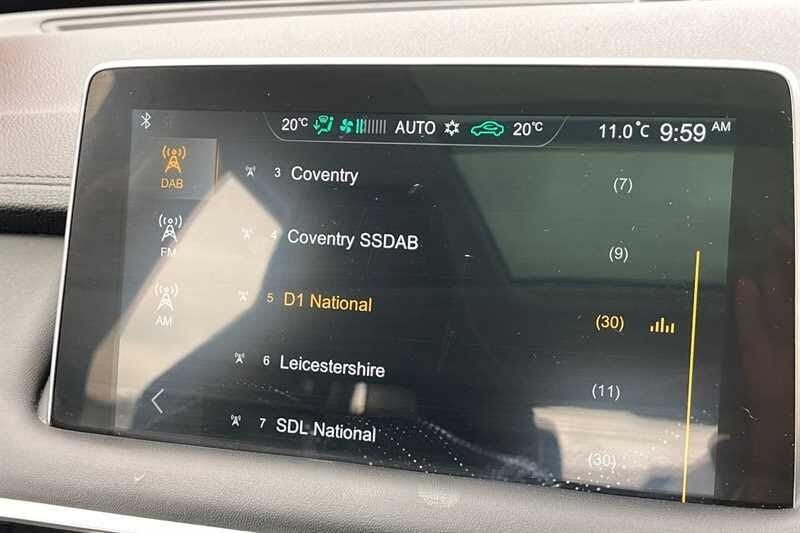 20°C AUTO 20°C 11.0°C 9:59 AM
DAB
3 Coventry (7)
FM
4 Coventry SSDAB (9)
AM
5 D1 National (30)
6 Leicestershire (11)
7 SDL National (30)